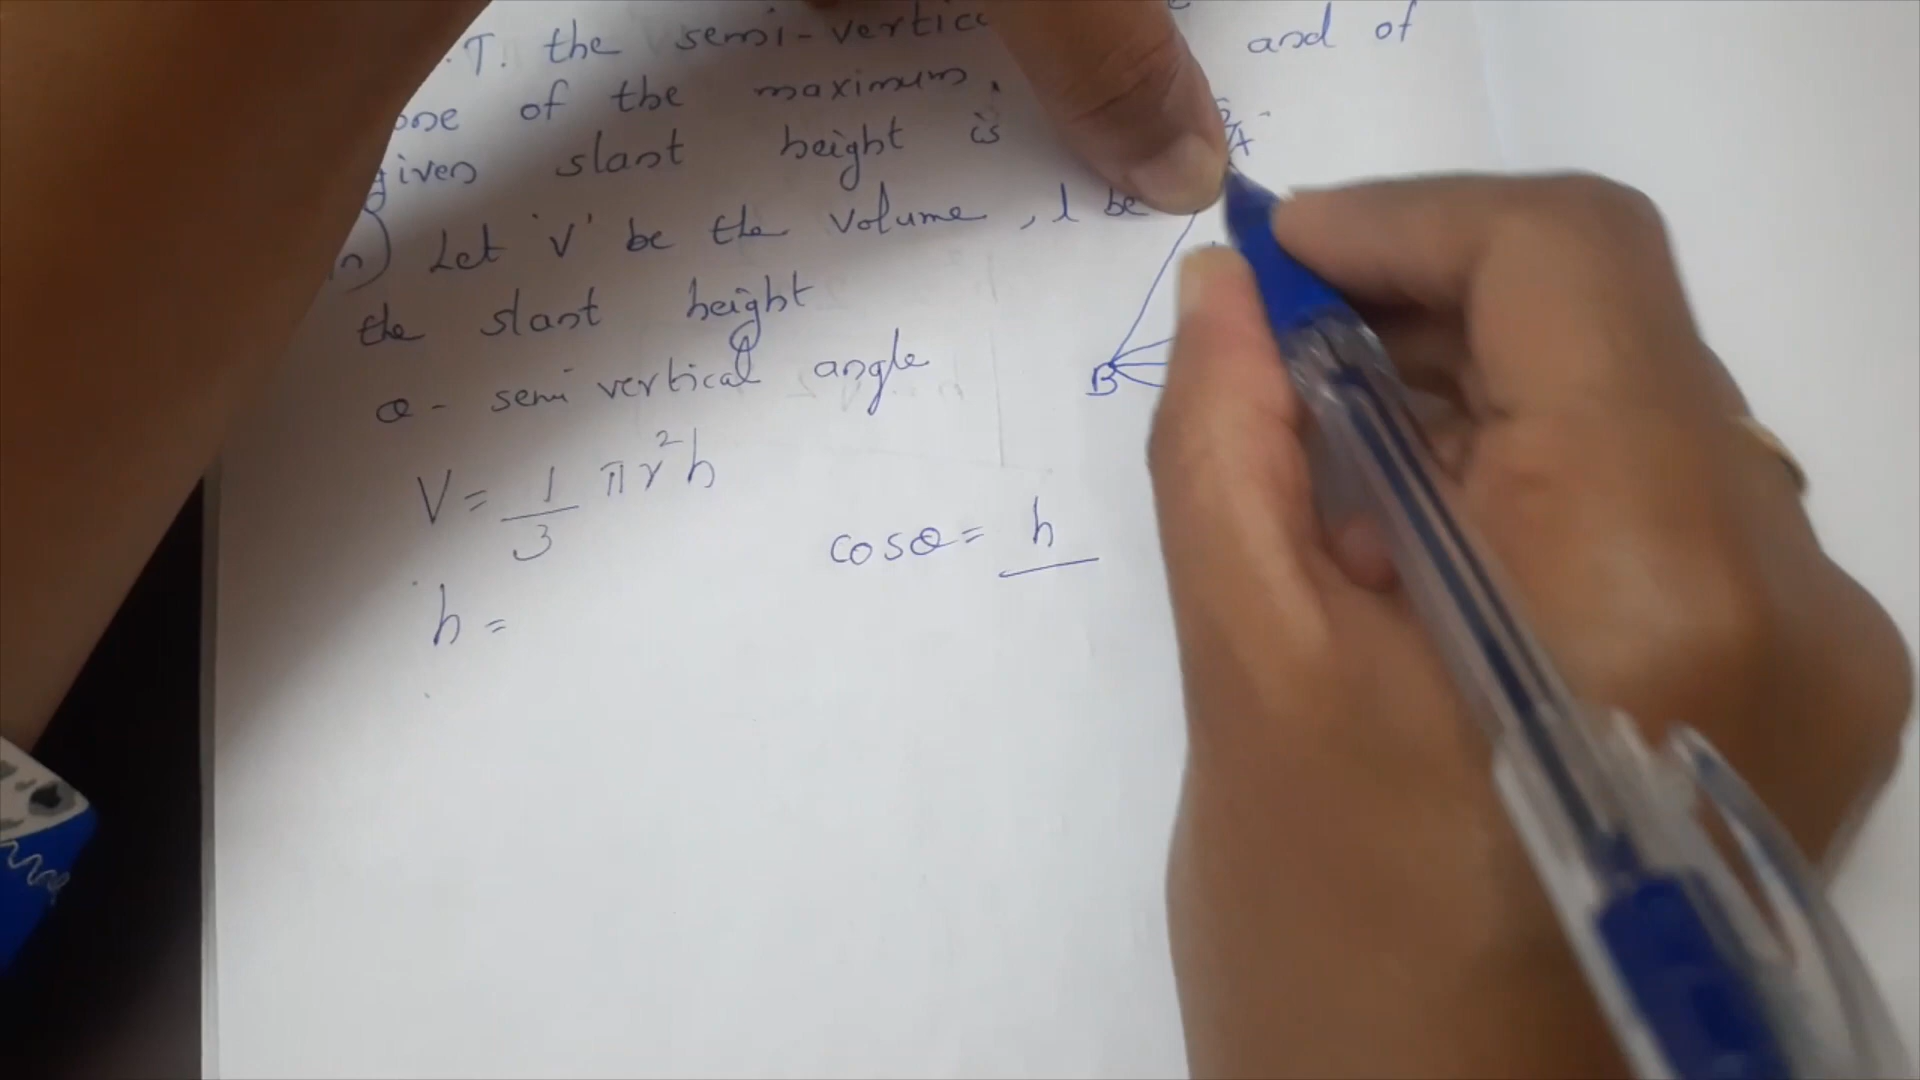 .T. the semi-vertic and of
one of the maximum,
given slant height is
n) Let 'V' be the volume, l be
the slant height
θ - semi vertical angle
V = 1/3 πr²h
cosθ = h
h =
A
B